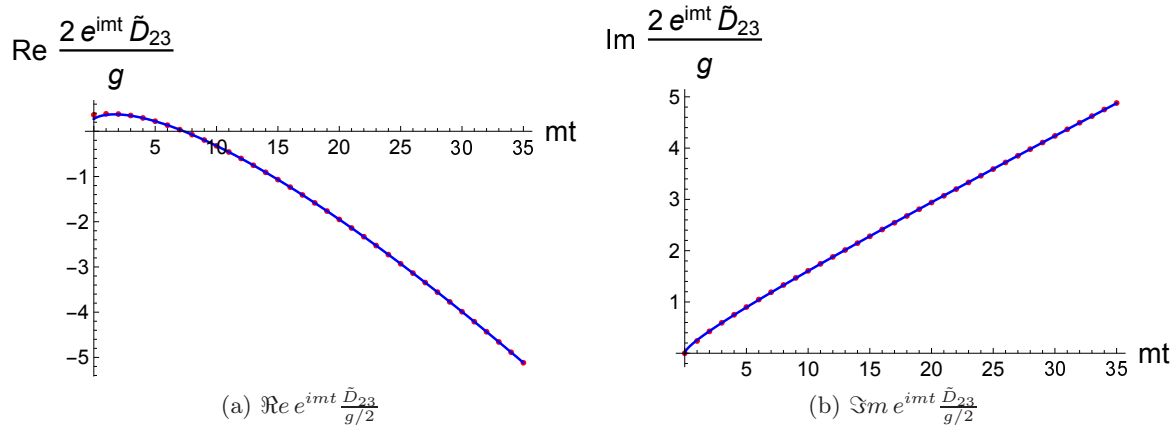 Re 2 e^{imt} D̃_{23} / g
mt
5 10 15 20 25 30 35
-1
-2
-3
-4
-5
(a) ℜe e^{imt} D̃_{23} / g/2
Im 2 e^{imt} D̃_{23} / g
5
4
3
2
1
5 10 15 20 25 30 35
mt
(b) ℑm e^{imt} D̃_{23} / g/2